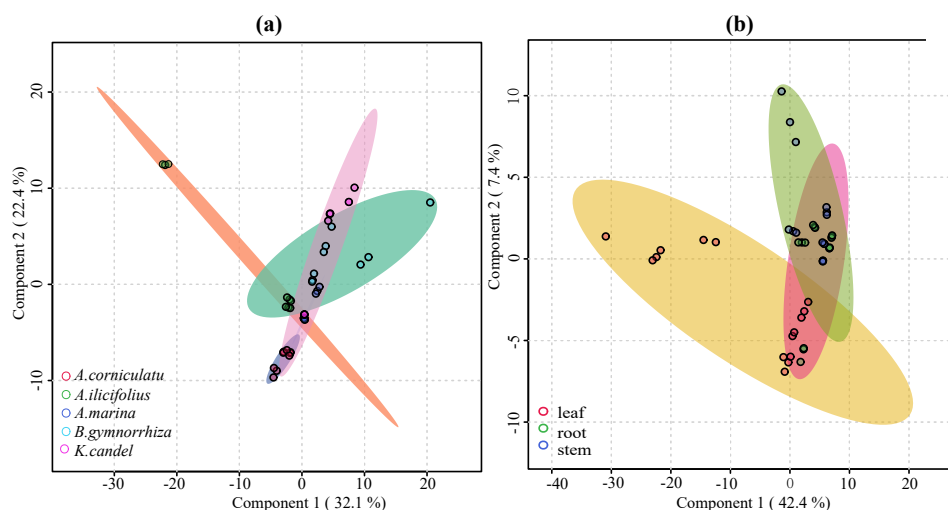 (a)
(b)
20
10
0
-10
Component 2 ( 22.4 %)
A.corniculatu
A.ilicifolius
A.marina
B.gymnorrhiza
K.candel
-30 -20 -10 0 10 20
Component 1 ( 32.1 %)
10
5
0
-5
-10
Component 2 ( 7.4 %)
leaf
root
stem
-40 -30 -20 -10 0 10 20
Component 1 ( 42.4 %)